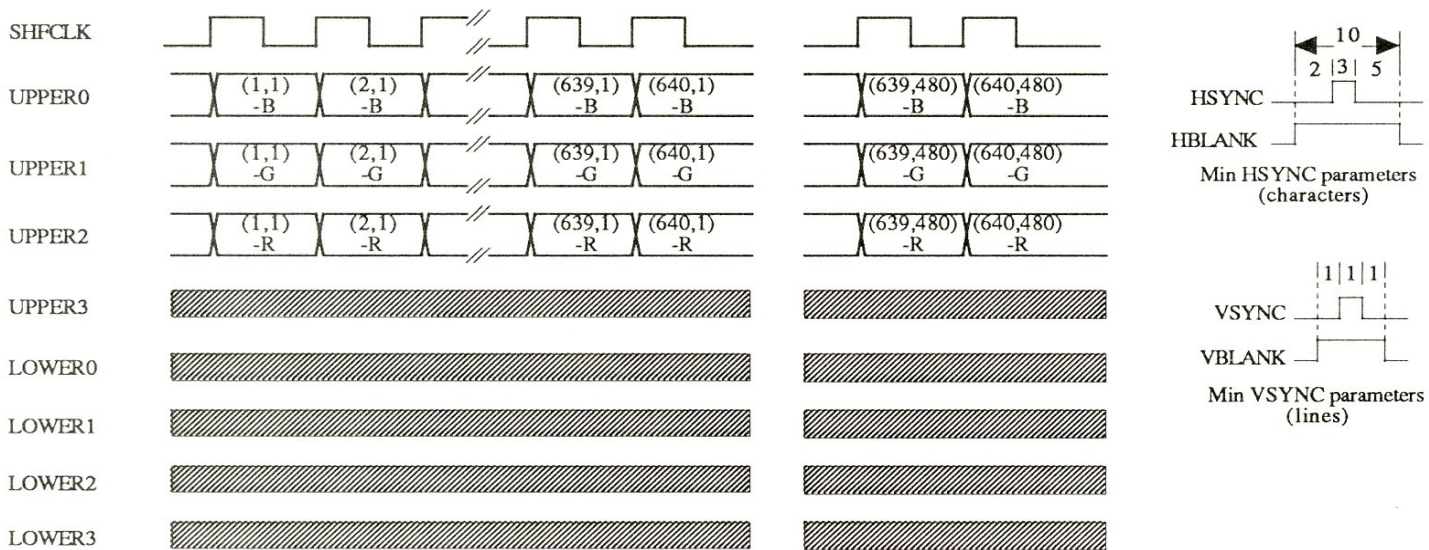 SHFCLK
UPPER0
(1,1)
-B
(2,1)
-B
(639,1)
-B
(640,1)
-B
(639,480)
-B
(640,480)
-B
UPPER1
(1,1)
-G
(2,1)
-G
(639,1)
-G
(640,1)
-G
(639,480)
-G
(640,480)
-G
UPPER2
(1,1)
-R
(2,1)
-R
(639,1)
-R
(640,1)
-R
(639,480)
-R
(640,480)
-R
UPPER3
LOWER0
LOWER1
LOWER2
LOWER3
10
2 3 5
HSYNC
HBLANK
Min HSYNC parameters
(characters)
1 1 1
VSYNC
VBLANK
Min VSYNC parameters
(lines)